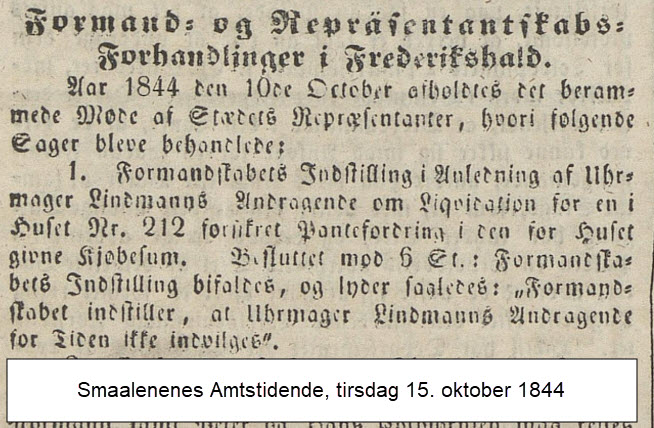 Formand- og Repräsentantskabs-
Forhandlinger i Frederikshald.
Aar 1844 den 10de October afholdtes det beram-
mede Møde af Stædets Repræsentanter, hvori følgende
Sager bleve behandlede:
1. Formandskabets Indstilling i Anledning af Uhr-
mager Lindmanns Andragende om Liqvidation for en i
Huset Nr. 212 forsikret Pantefordring i den for Huset
givne Kjøbesum. Besluttet mod 6 St.: Formandska-
bets Indstilling bifaldes, og lyder saaledes: „Formand-
skabet indstiller, at Uhrmager Lindmanns Andragende
for Tiden ikke indvilges".
Smaalenenes Amtstidende, tirsdag 15. oktober 1844